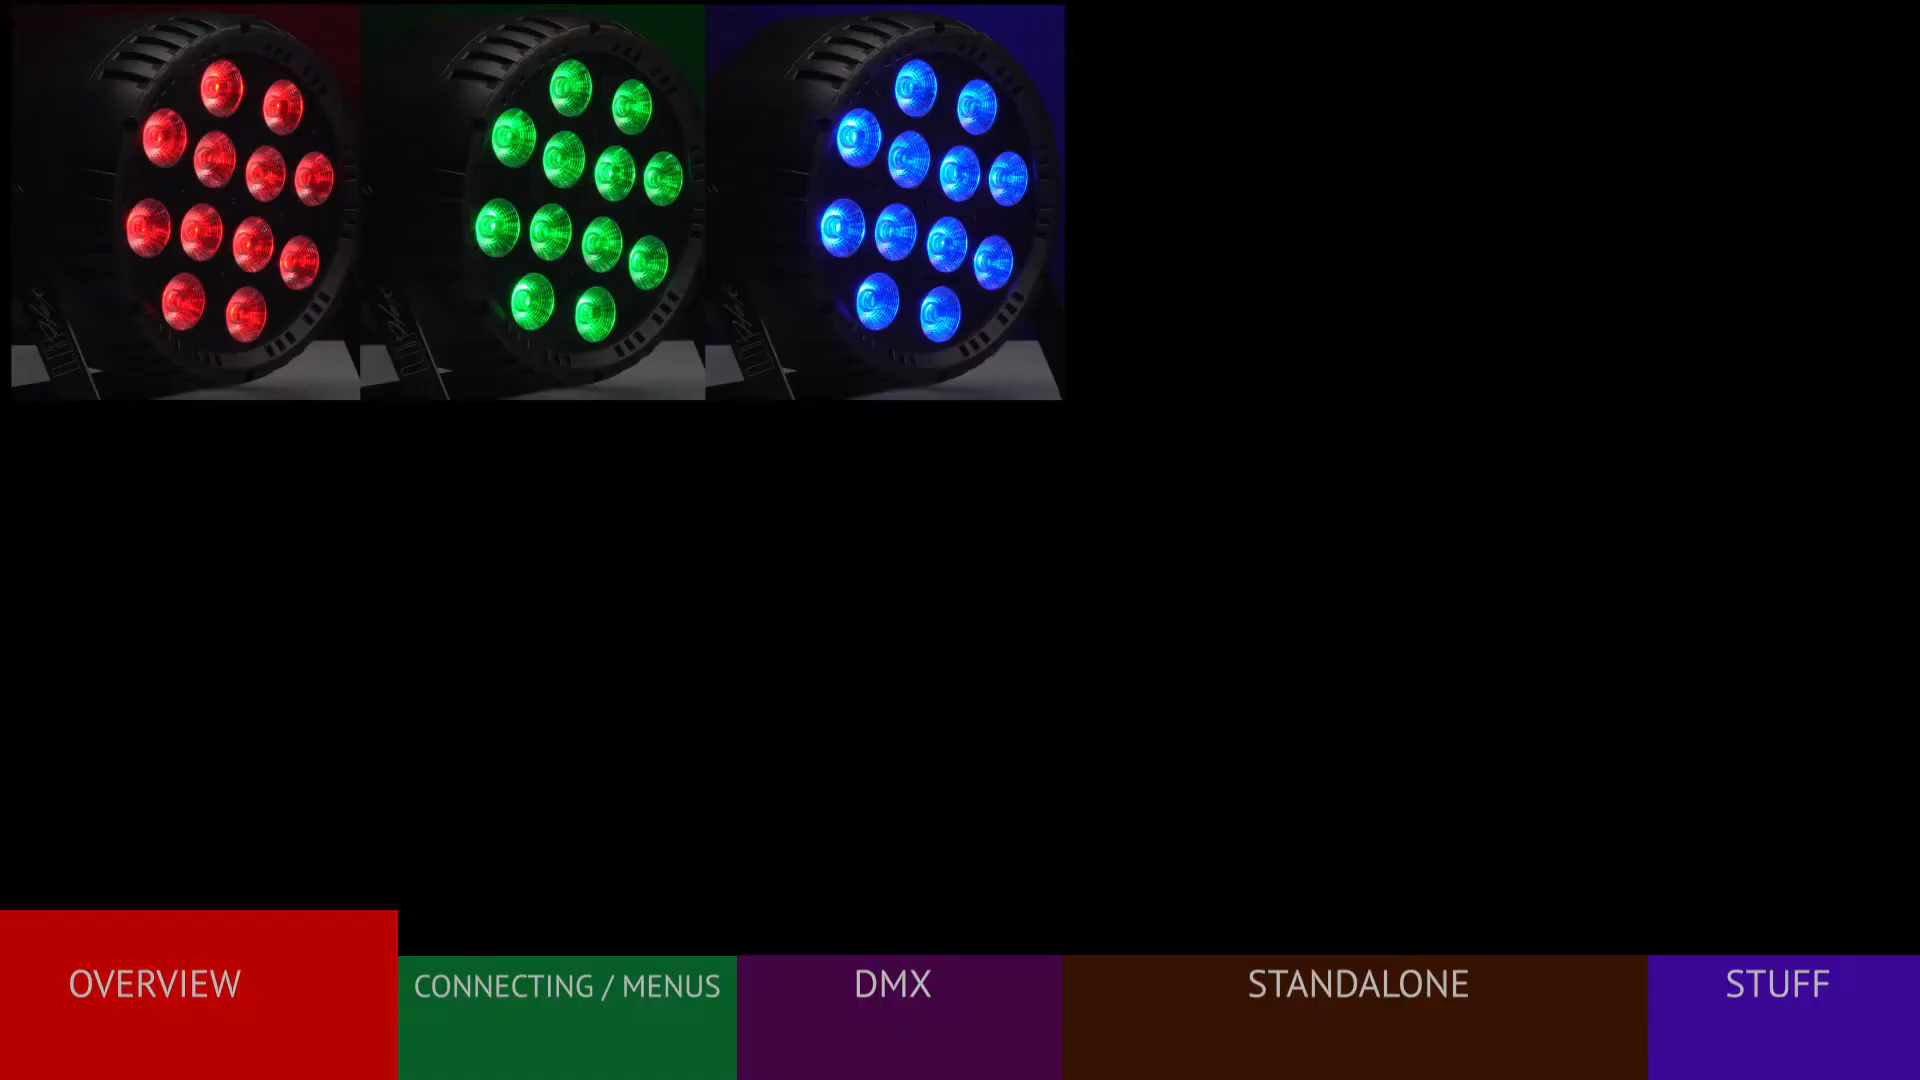 OVERVIEW
CONNECTING / MENUS
DMX
STANDALONE
STUFF